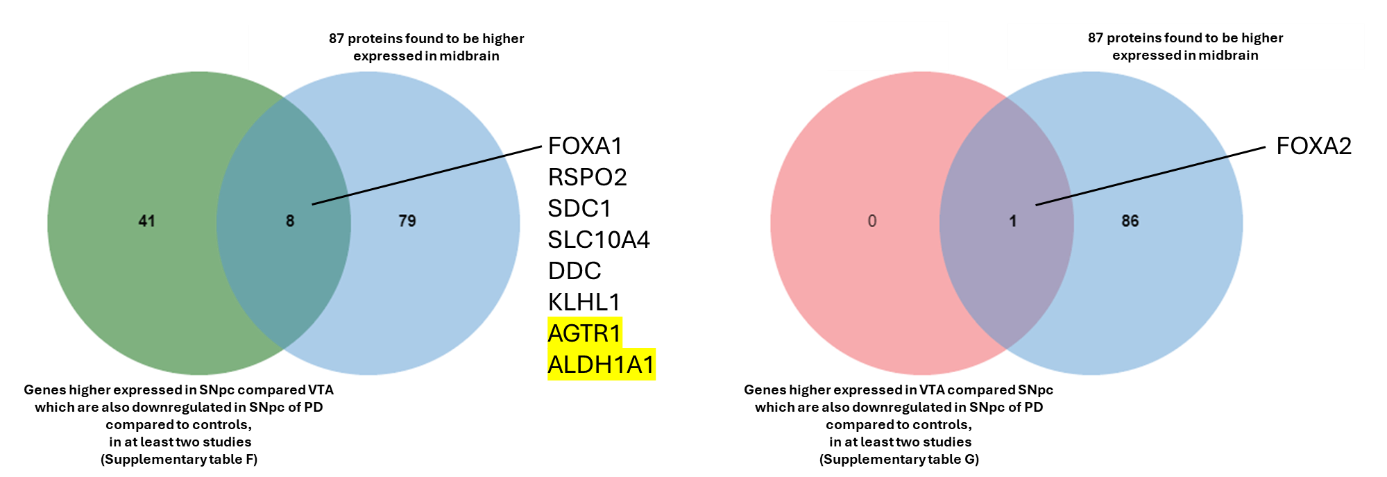 87 proteins found to be higher
expressed in midbrain
41
8
79
FOXA1
RSPO2
SDC1
SLC10A4
DDC
KLHL1
AGTR1
ALDH1A1
Genes higher expressed in SNpc compared VTA
which are also downregulated in SNpc of PD
compared to controls,
in at least two studies
(Supplementary table F)
87 proteins found to be higher
expressed in midbrain
0
1
86
FOXA2
Genes higher expressed in VTA compared SNpc
which are also downregulated in SNpc of PD
compared to controls,
in at least two studies
(Supplementary table G)